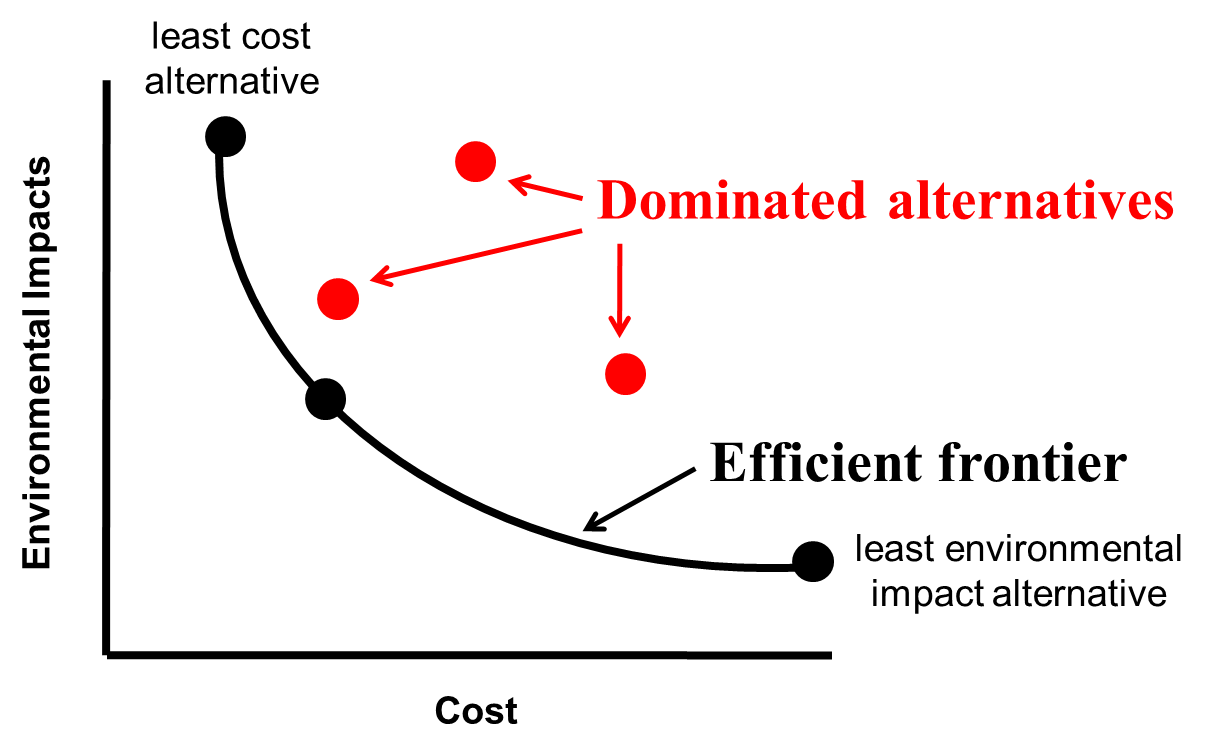 least cost
alternative
Environmental Impacts
Dominated alternatives
Efficient frontier
least environmental
impact alternative
Cost